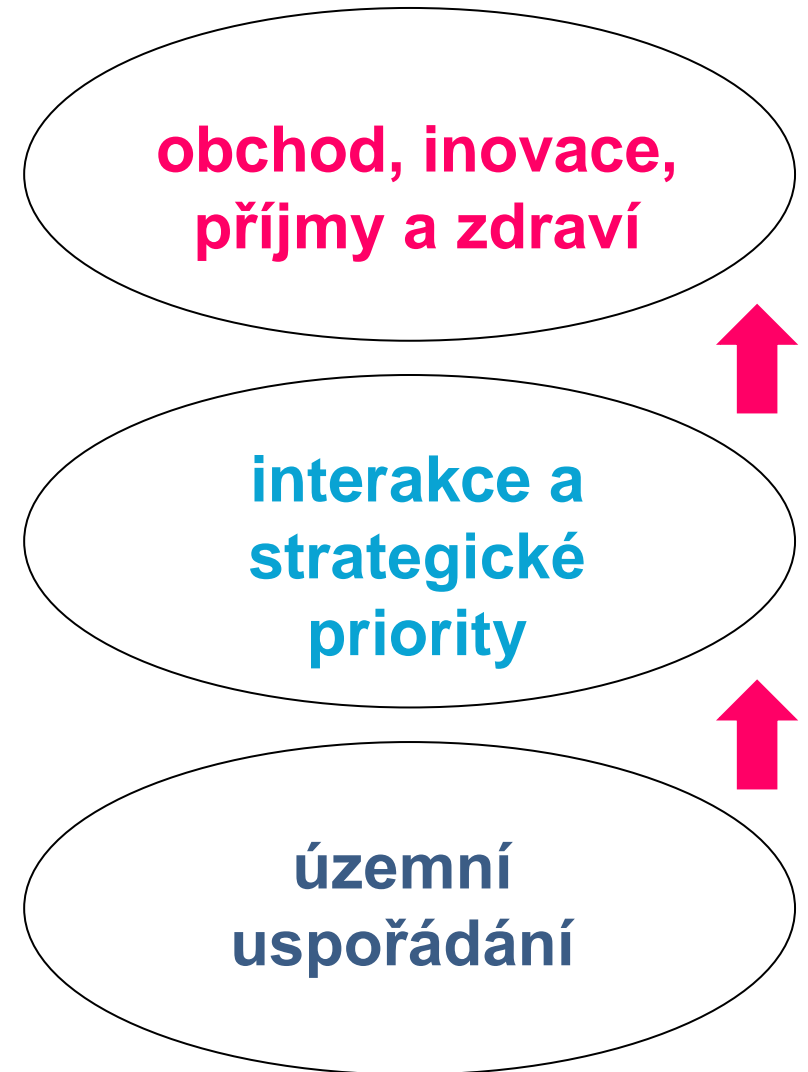 obchod, inovace,
příjmy a zdraví
interakce a
strategické
priority
územní
uspořádání